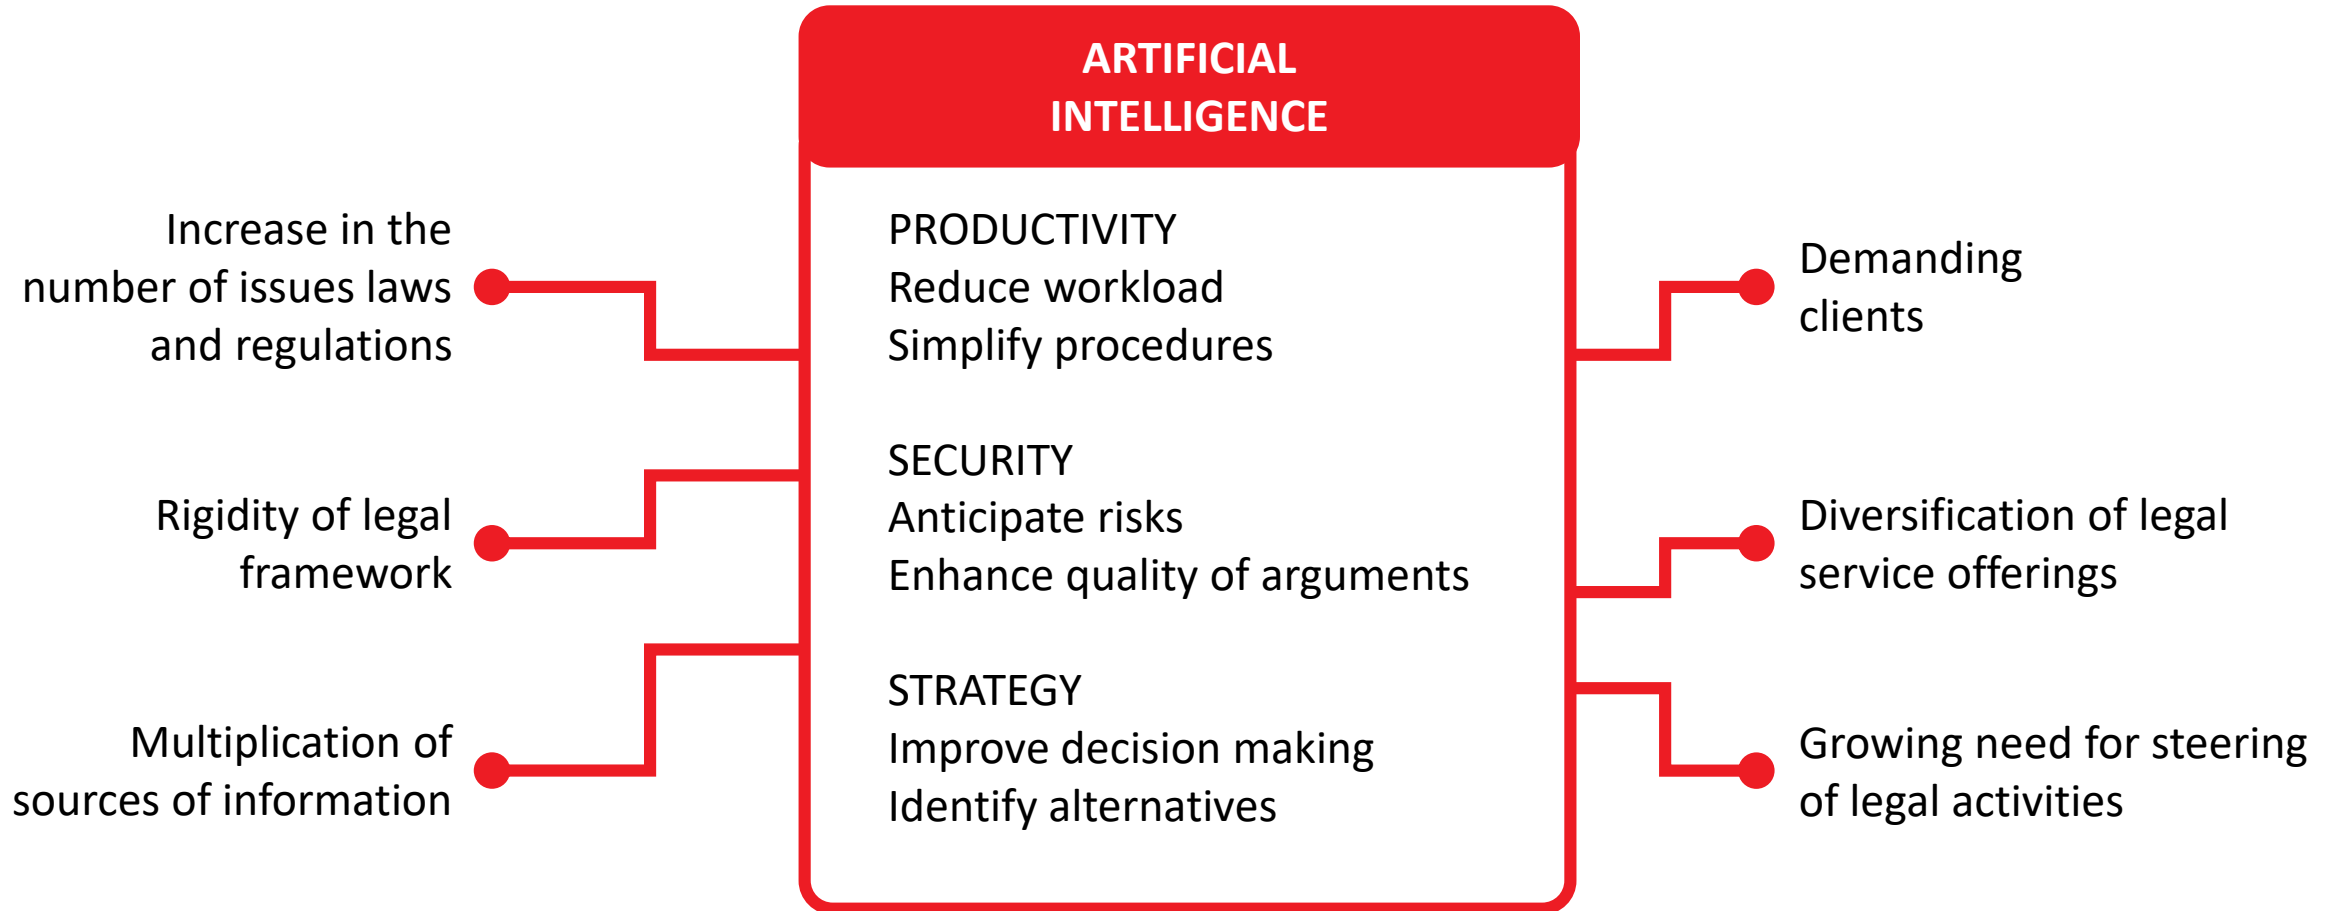 ARTIFICIAL
INTELLIGENCE
Increase in the
number of issues laws
and regulations
Rigidity of legal
framework
Multiplication of
sources of information
PRODUCTIVITY
Reduce workload
Simplify procedures
SECURITY
Anticipate risks
Enhance quality of arguments
STRATEGY
Improve decision making
Identify alternatives
Demanding
clients
Diversification of legal
service offerings
Growing need for steering
of legal activities